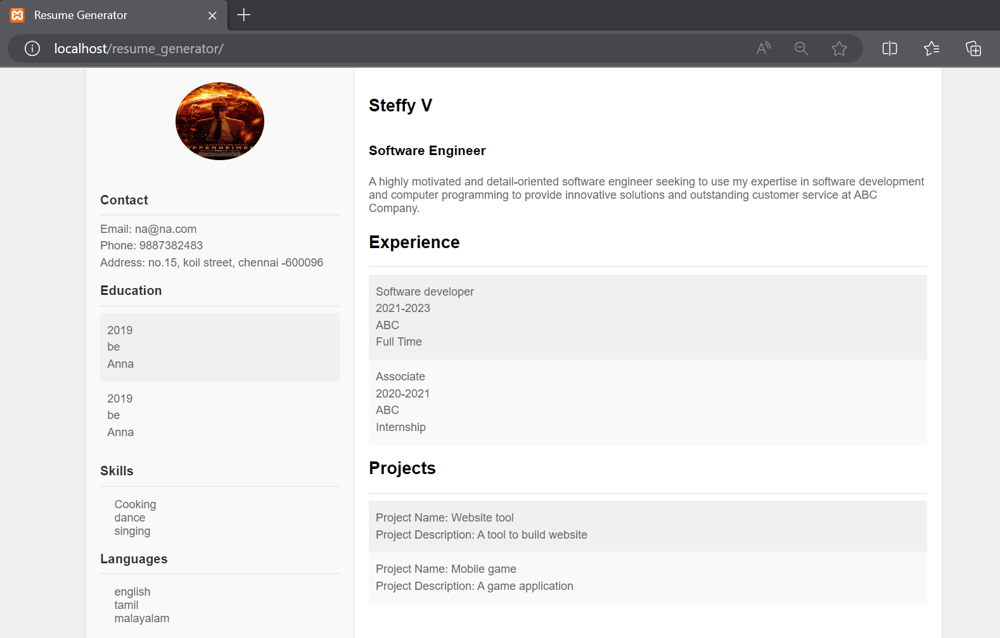 Resume Generator
localhost/resume_generator/
OPPENHEIMER
Contact
Email: na@na.com
Phone: 9887382483
Address: no.15, koil street, chennai -600096
Education
2019
be
Anna
2019
be
Anna
Skills
Cooking
dance
singing
Languages
english
tamil
malayalam
Steffy V
Software Engineer
A highly motivated and detail-oriented software engineer seeking to use my expertise in software development
and computer programming to provide innovative solutions and outstanding customer service at ABC
Company.
Experience
Software developer
2021-2023
ABC
Full Time
Associate
2020-2021
ABC
Internship
Projects
Project Name: Website tool
Project Description: A tool to build website
Project Name: Mobile game
Project Description: A game application